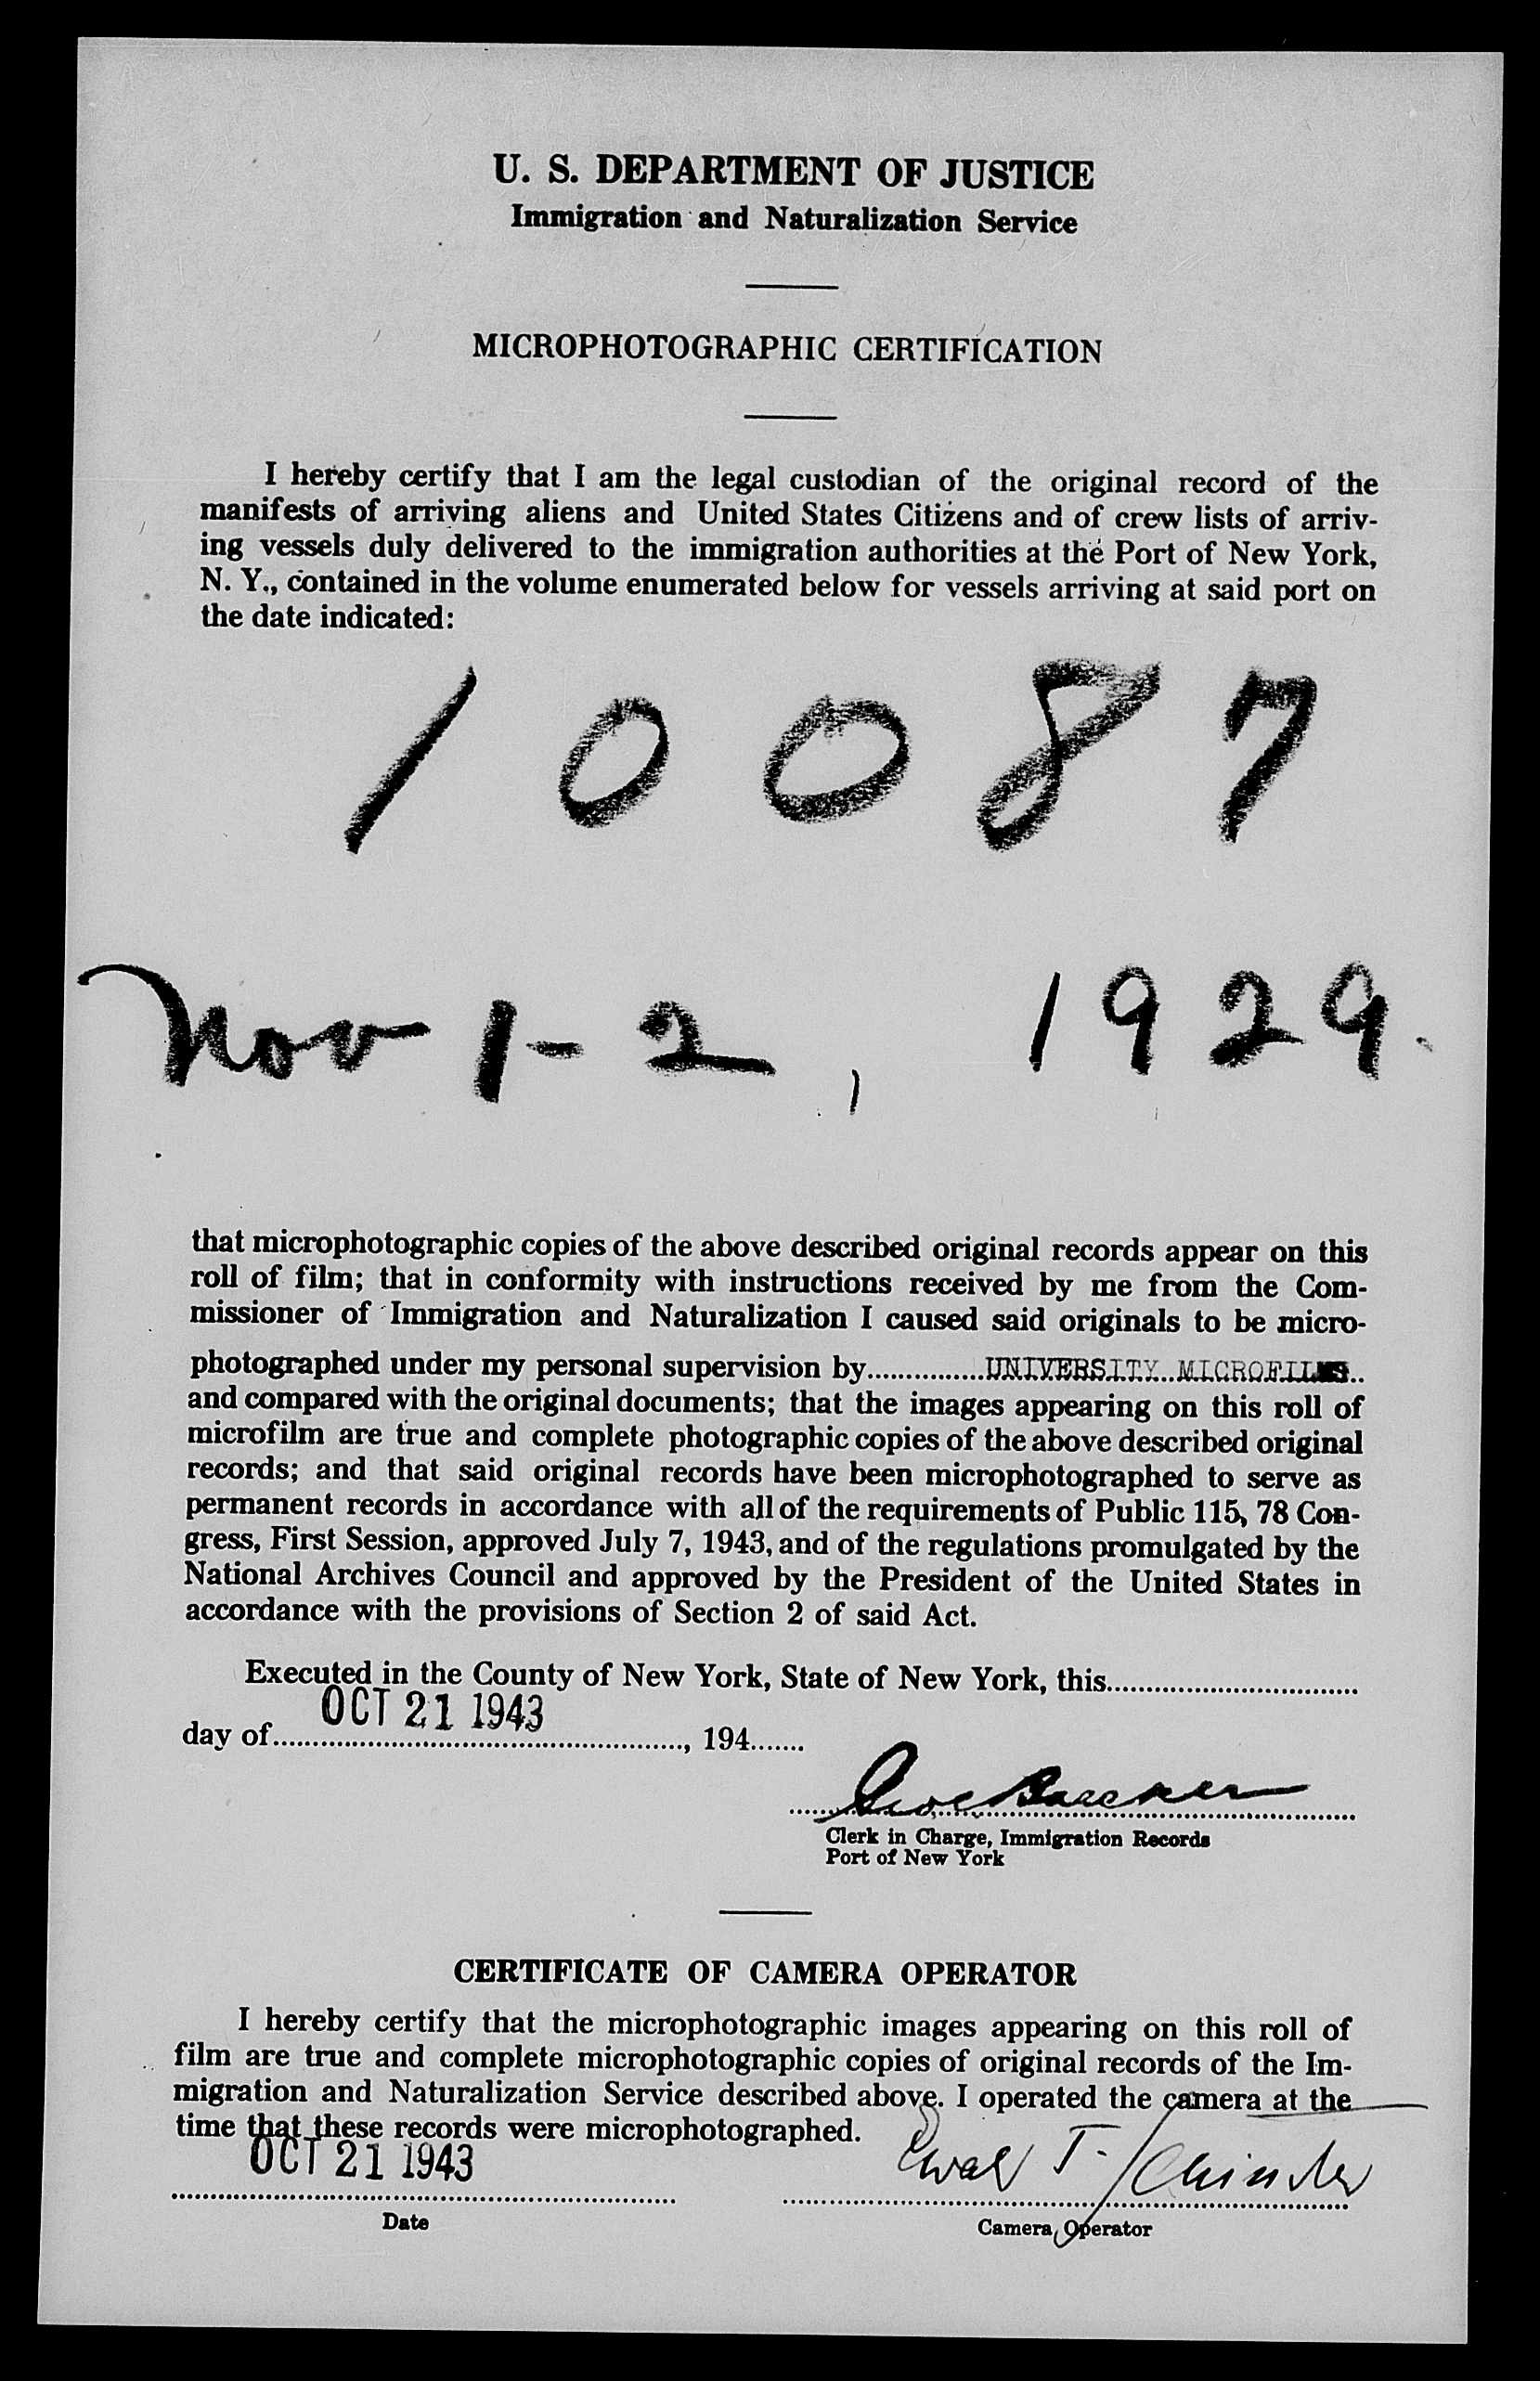 U. S. DEPARTMENT OF JUSTICE
Immigration and Naturalization Service
MICROPHOTOGRAPHIC CERTIFICATION
I hereby certify that I am the legal custodian of the original record of the
manifests of arriving aliens and United States Citizens and of crew lists of arriv-
ing vessels duly delivered to the immigration authorities at the Port of New York,
N. Y., contained in the volume enumerated below for vessels arriving at said port on
the date indicated:
10087
Nov 1-2, 1929.
that microphotographic copies of the above described original records appear on this
roll of film; that in conformity with instructions received by me from the Com-
missioner of Immigration and Naturalization I caused said originals to be micro-
photographed under my personal supervision by UNIVERSITY MICROFILMS
and compared with the original documents; that the images appearing on this roll of
microfilm are true and complete photographic copies of the above described original
records; and that said original records have been microphotographed to serve as
permanent records in accordance with all of the requirements of Public 115, 78 Con-
gress, First Session, approved July 7, 1943, and of the regulations promulgated by the
National Archives Council and approved by the President of the United States in
accordance with the provisions of Section 2 of said Act.
Executed in the County of New York, State of New York, this
OCT 21 1943
day of , 194
Clerk in Charge, Immigration Records
Port of New York
CERTIFICATE OF CAMERA OPERATOR
I hereby certify that the microphotographic images appearing on this roll of
film are true and complete microphotographic copies of original records of the Im-
migration and Naturalization Service described above. I operated the camera at the
time that these records were microphotographed.
OCT 21 1943
T.
Date
Camera Operator